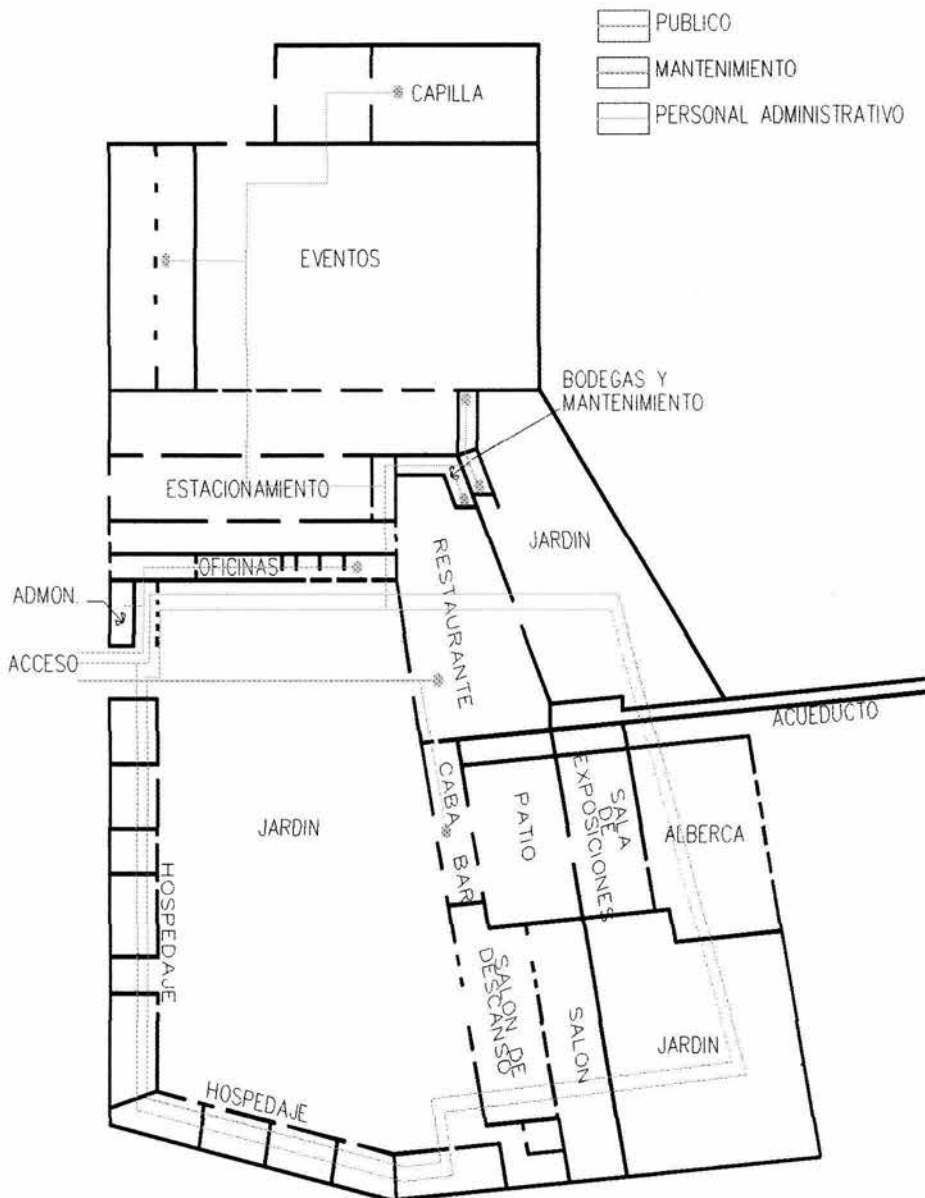 PUBLICO
MANTENIMIENTO
PERSONAL ADMINISTRATIVO
CAPILLA
EVENTOS
BODEGAS Y
MANTENIMIENTO
ESTACIONAMIENTO
JARDIN
OFICINAS
RESTAURANTE
ADMON.
ACCESO
ACUEDUCTO
CABA BAR
PATIO
SALA
DE
EXPOSICIONES
ALBERCA
JARDIN
HOSPEDAJE
SALON DE
DESCANSO
SALON
JARDIN
HOSPEDAJE